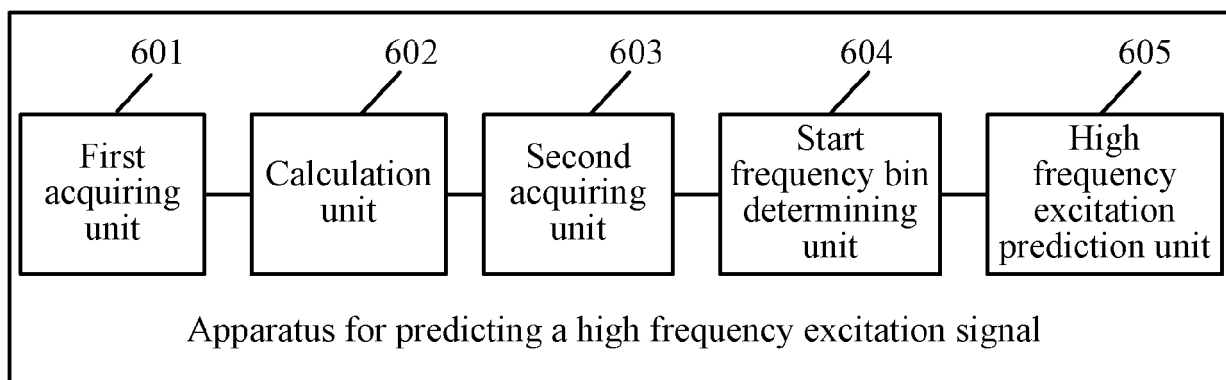 601 602 603 604 605
First
acquiring
unit
Calculation
unit
Second
acquiring
unit
Start
frequency bin
determining
unit
High
frequency
excitation
prediction unit
Apparatus for predicting a high frequency excitation signal